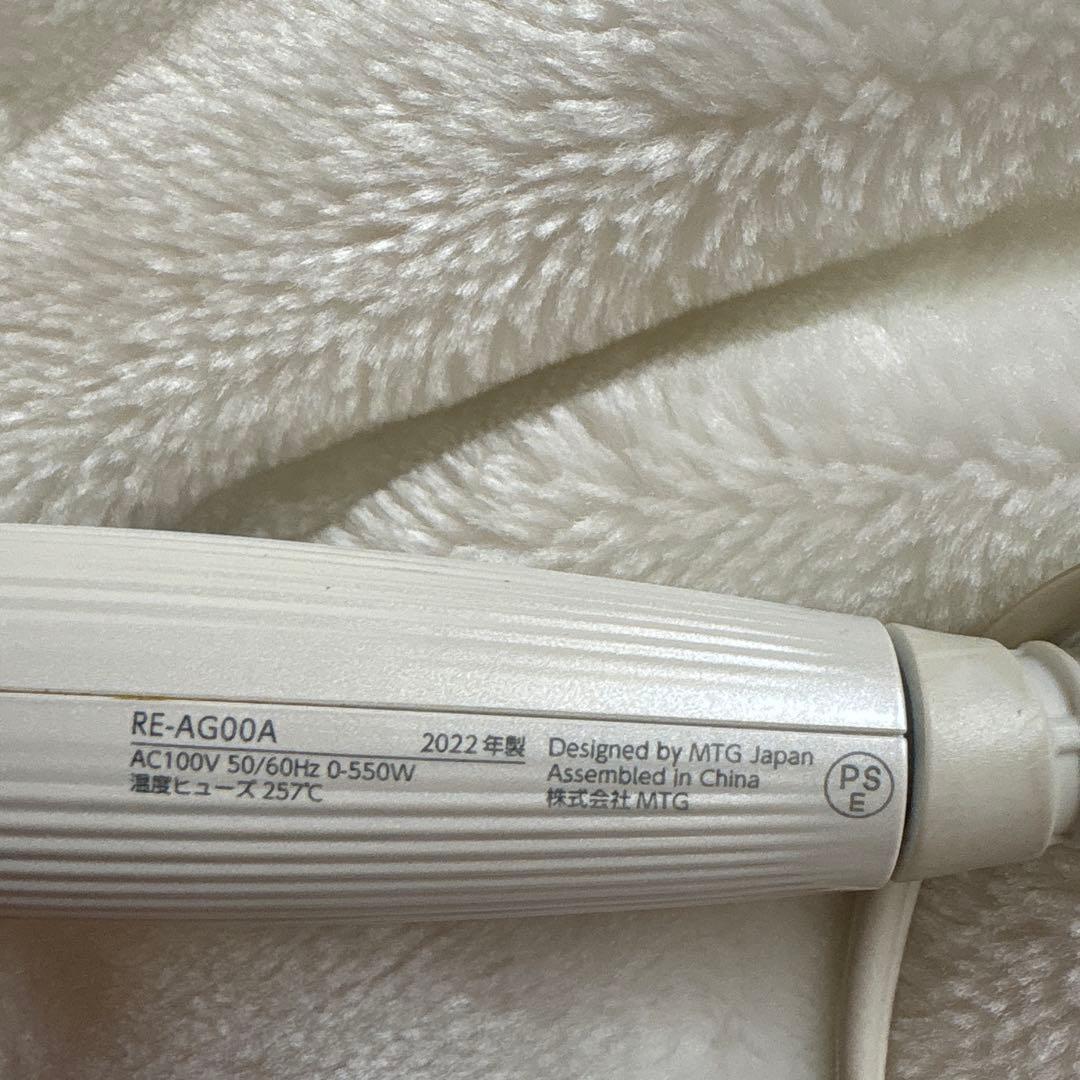 RE-AG00A
2022年製
AC100V 50/60Hz 0-550W
温度ヒューズ 257℃
Designed by MTG Japan
Assembled in China
株式会社 MTG
PS
E